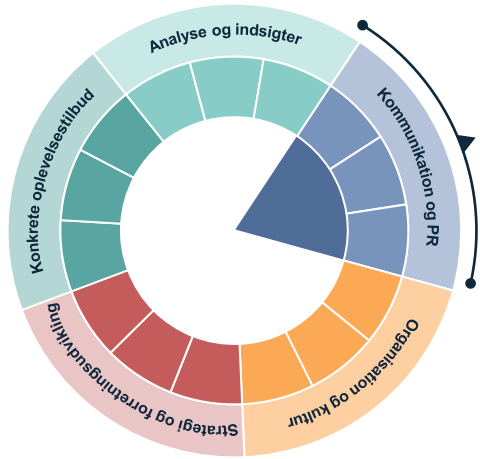 Analyse og indsigter
Kommunikation og PR
Organisation og kultur
Strategi og forretningsudvikling
Konkrete oplevelsestilbud